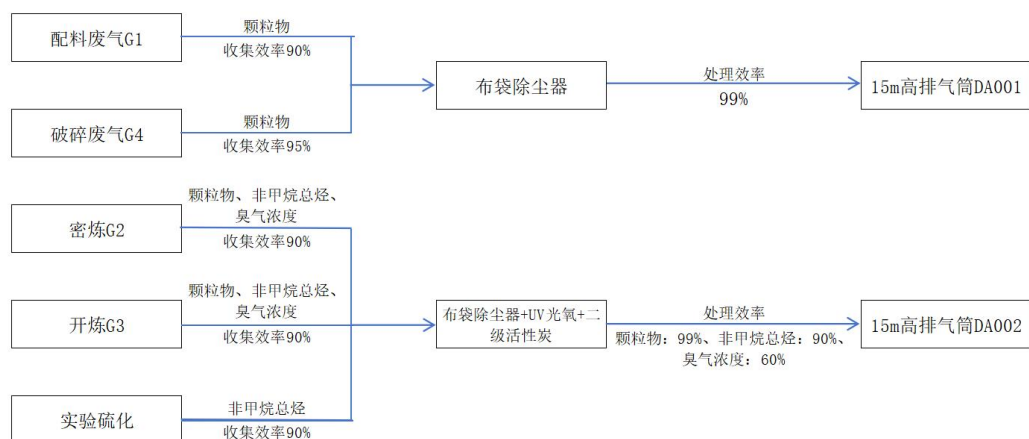 配料废气G1
颗粒物
收集效率90%
布袋除尘器
处理效率
99%
15m高排气筒DA001
破碎废气G4
颗粒物
收集效率95%
密炼G2
颗粒物、非甲烷总烃、
臭气浓度
收集效率90%
开炼G3
颗粒物、非甲烷总烃、
臭气浓度
收集效率90%
布袋除尘器+UV光氧+二
级活性炭
处理效率
颗粒物：99%、非甲烷总烃：90%、
臭气浓度：60%
15m高排气筒DA002
实验硫化
非甲烷总烃
收集效率90%